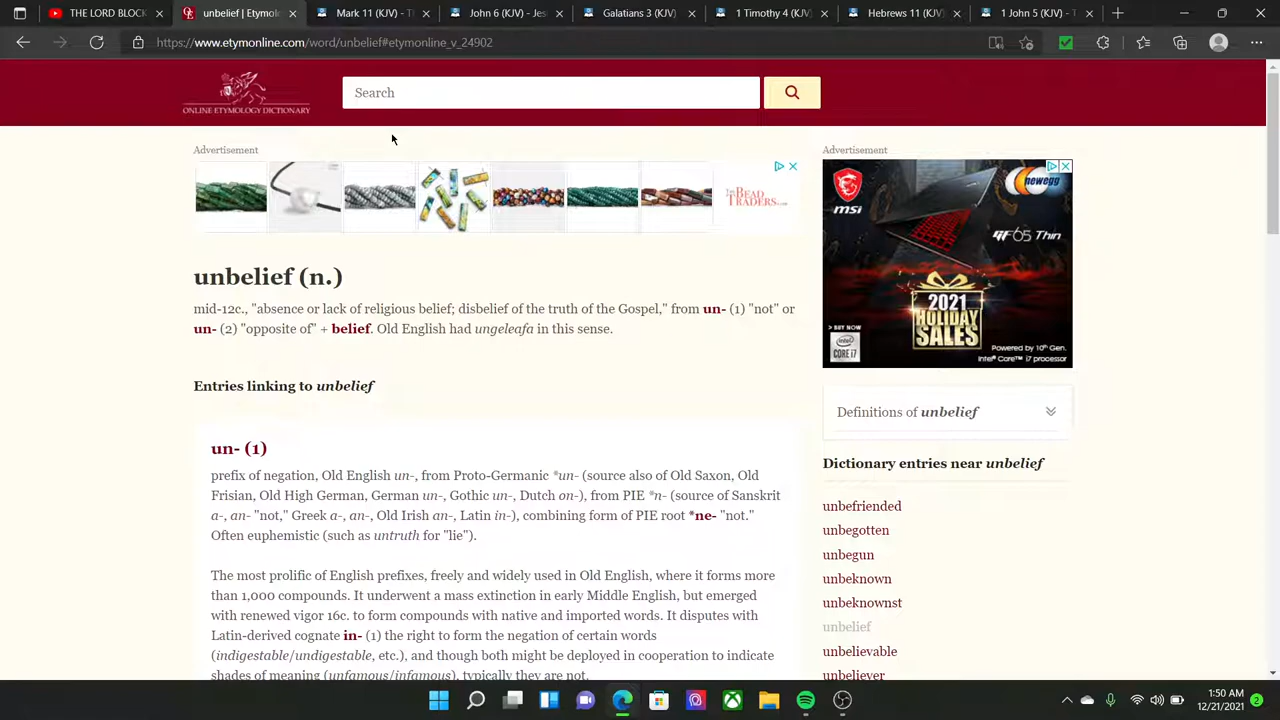 THE LORD BLOCK
unbelief | Searc
Mark 11 (KJV) -
John 6 (KJV) - Jes
Galatians 3 (KJV)
1 Timothy 4 (KJV)
Hebrews 11 (KJV)
1 John 5 (KJV) - T
https://www.etymonline.com/word/unbelief#etymonline_v_24902
ONLINE ETYMOLOGY DICTIONARY
Search
Advertisement
THE BEAD
TRADERS.COM
unbelief (n.)
mid-12c., "absence or lack of religious belief; disbelief of the truth of the Gospel," from un- (1) "not" or
un- (2) "opposite of" + belief. Old English had ungeleafa in this sense.
Entries linking to unbelief
un- (1)
prefix of negation, Old English un-, from Proto-Germanic *un- (source also of Old Saxon, Old
Frisian, Old High German, German un-, Gothic un-, Dutch on-), from PIE *n- (source of Sanskrit
a-, an- "not," Greek a-, an-, Old Irish an-, Latin in-), combining form of PIE root *ne- "not."
Often euphemistic (such as untruth for "lie").
The most prolific of English prefixes, freely and widely used in Old English, where it forms more
than 1,000 compounds. It underwent a mass extinction in early Middle English, but emerged
with renewed vigor 16c. to form compounds with native and imported words. It disputes with
Latin-derived cognate in- (1) the right to form the negation of certain words
(indigestable/undigestable, etc.), and though both might be deployed in cooperation to indicate
shades of meaning (unfamous/infamous), typically they are not.
Advertisement
msi
newegg
GF65 Thin
2021
HOLIDAY
SALES
> BUY NOW
intel
CORE i7
Powered by 10th Gen.
Intel® Core™ i7 processor
Definitions of unbelief
Dictionary entries near unbelief
unbefriended
unbegotten
unbegun
unbeknown
unbeknownst
unbelief
unbelievable
unbeliever
1:50 AM
12/21/2021
2